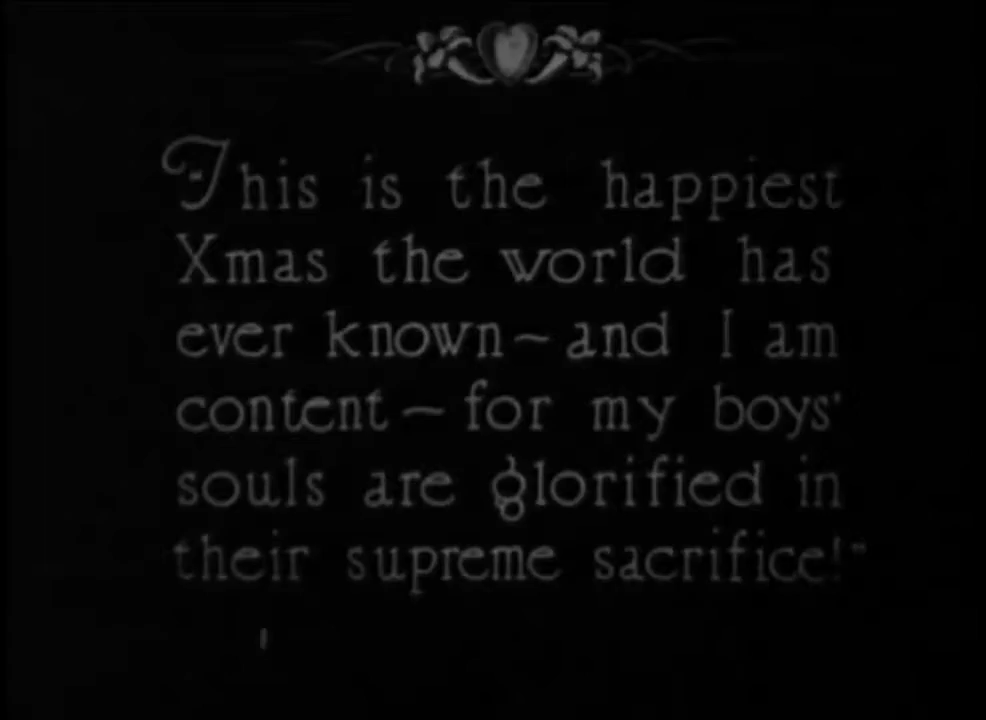 This is the happiest
Xmas the world has
ever known — and I am
content — for my boys'
souls are glorified in
their supreme sacrifice!"